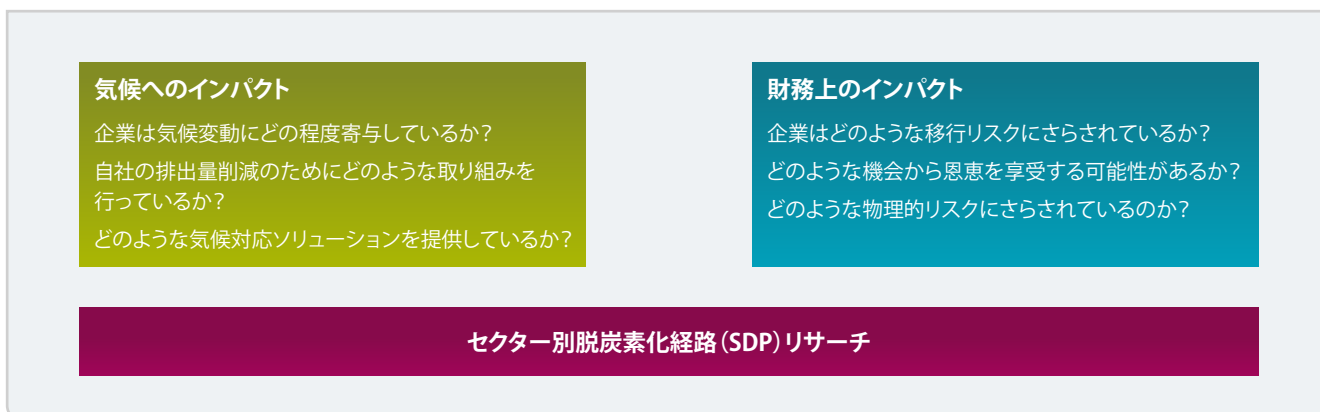 気候へのインパクト
企業は気候変動にどの程度寄与しているか？
自社の排出量削減のためにどのような取り組みを
行っているか？
どのような気候対応ソリューションを提供しているか？
財務上のインパクト
企業はどのような移行リスクにさらされているか？
どのような機会から恩恵を享受する可能性があるか？
どのような物理的リスクにさらされているのか？
セクター別脱炭素化経路（SDP）リサーチ